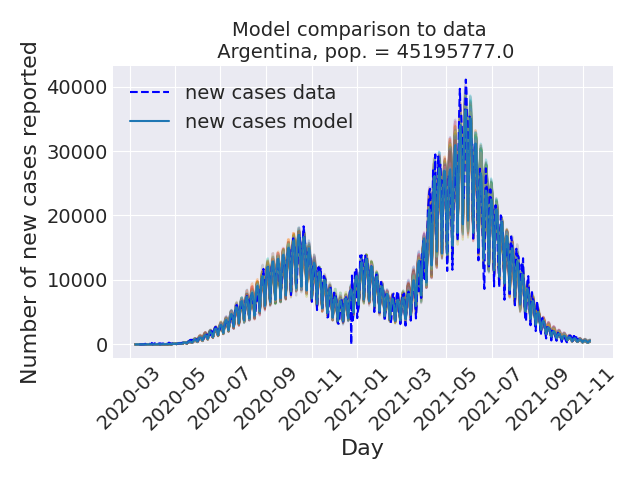 Model comparison to data
Argentina, pop. = 45195777.0
Number of new cases reported
40000
30000
20000
10000
0
new cases data
new cases model
2020-03
2020-05
2020-07
2020-09
2020-11
2021-01
2021-03
2021-05
2021-07
2021-09
2021-11
Day